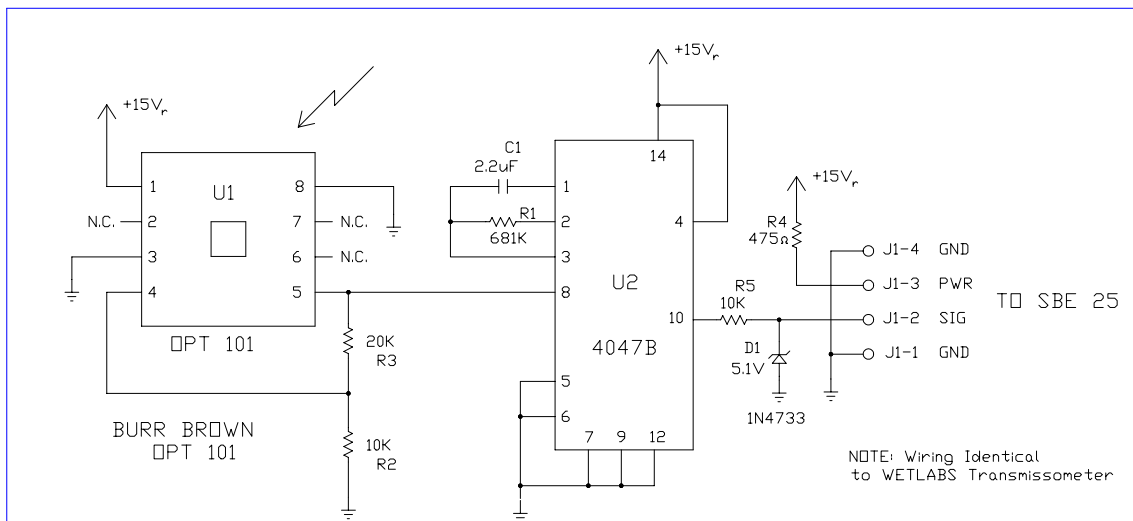 +15Vr
U1
1
2
3
4
8
7
6
5
N.C.
N.C.
N.C.
OPT 101
BURR BROWN
OPT 101
20K
R3
10K
R2
C1
2.2uF
R1
681K
+15Vr
14
1
2
3
8
4
U2
10
4047B
5
6
7 9 12
R5
10K
D1
5.1V
1N4733
+15Vr
R4
475Ω
J1-4 GND
J1-3 PWR
J1-2 SIG
J1-1 GND
TO SBE 25
NOTE: Wiring Identical
to WETLABS Transmissometer